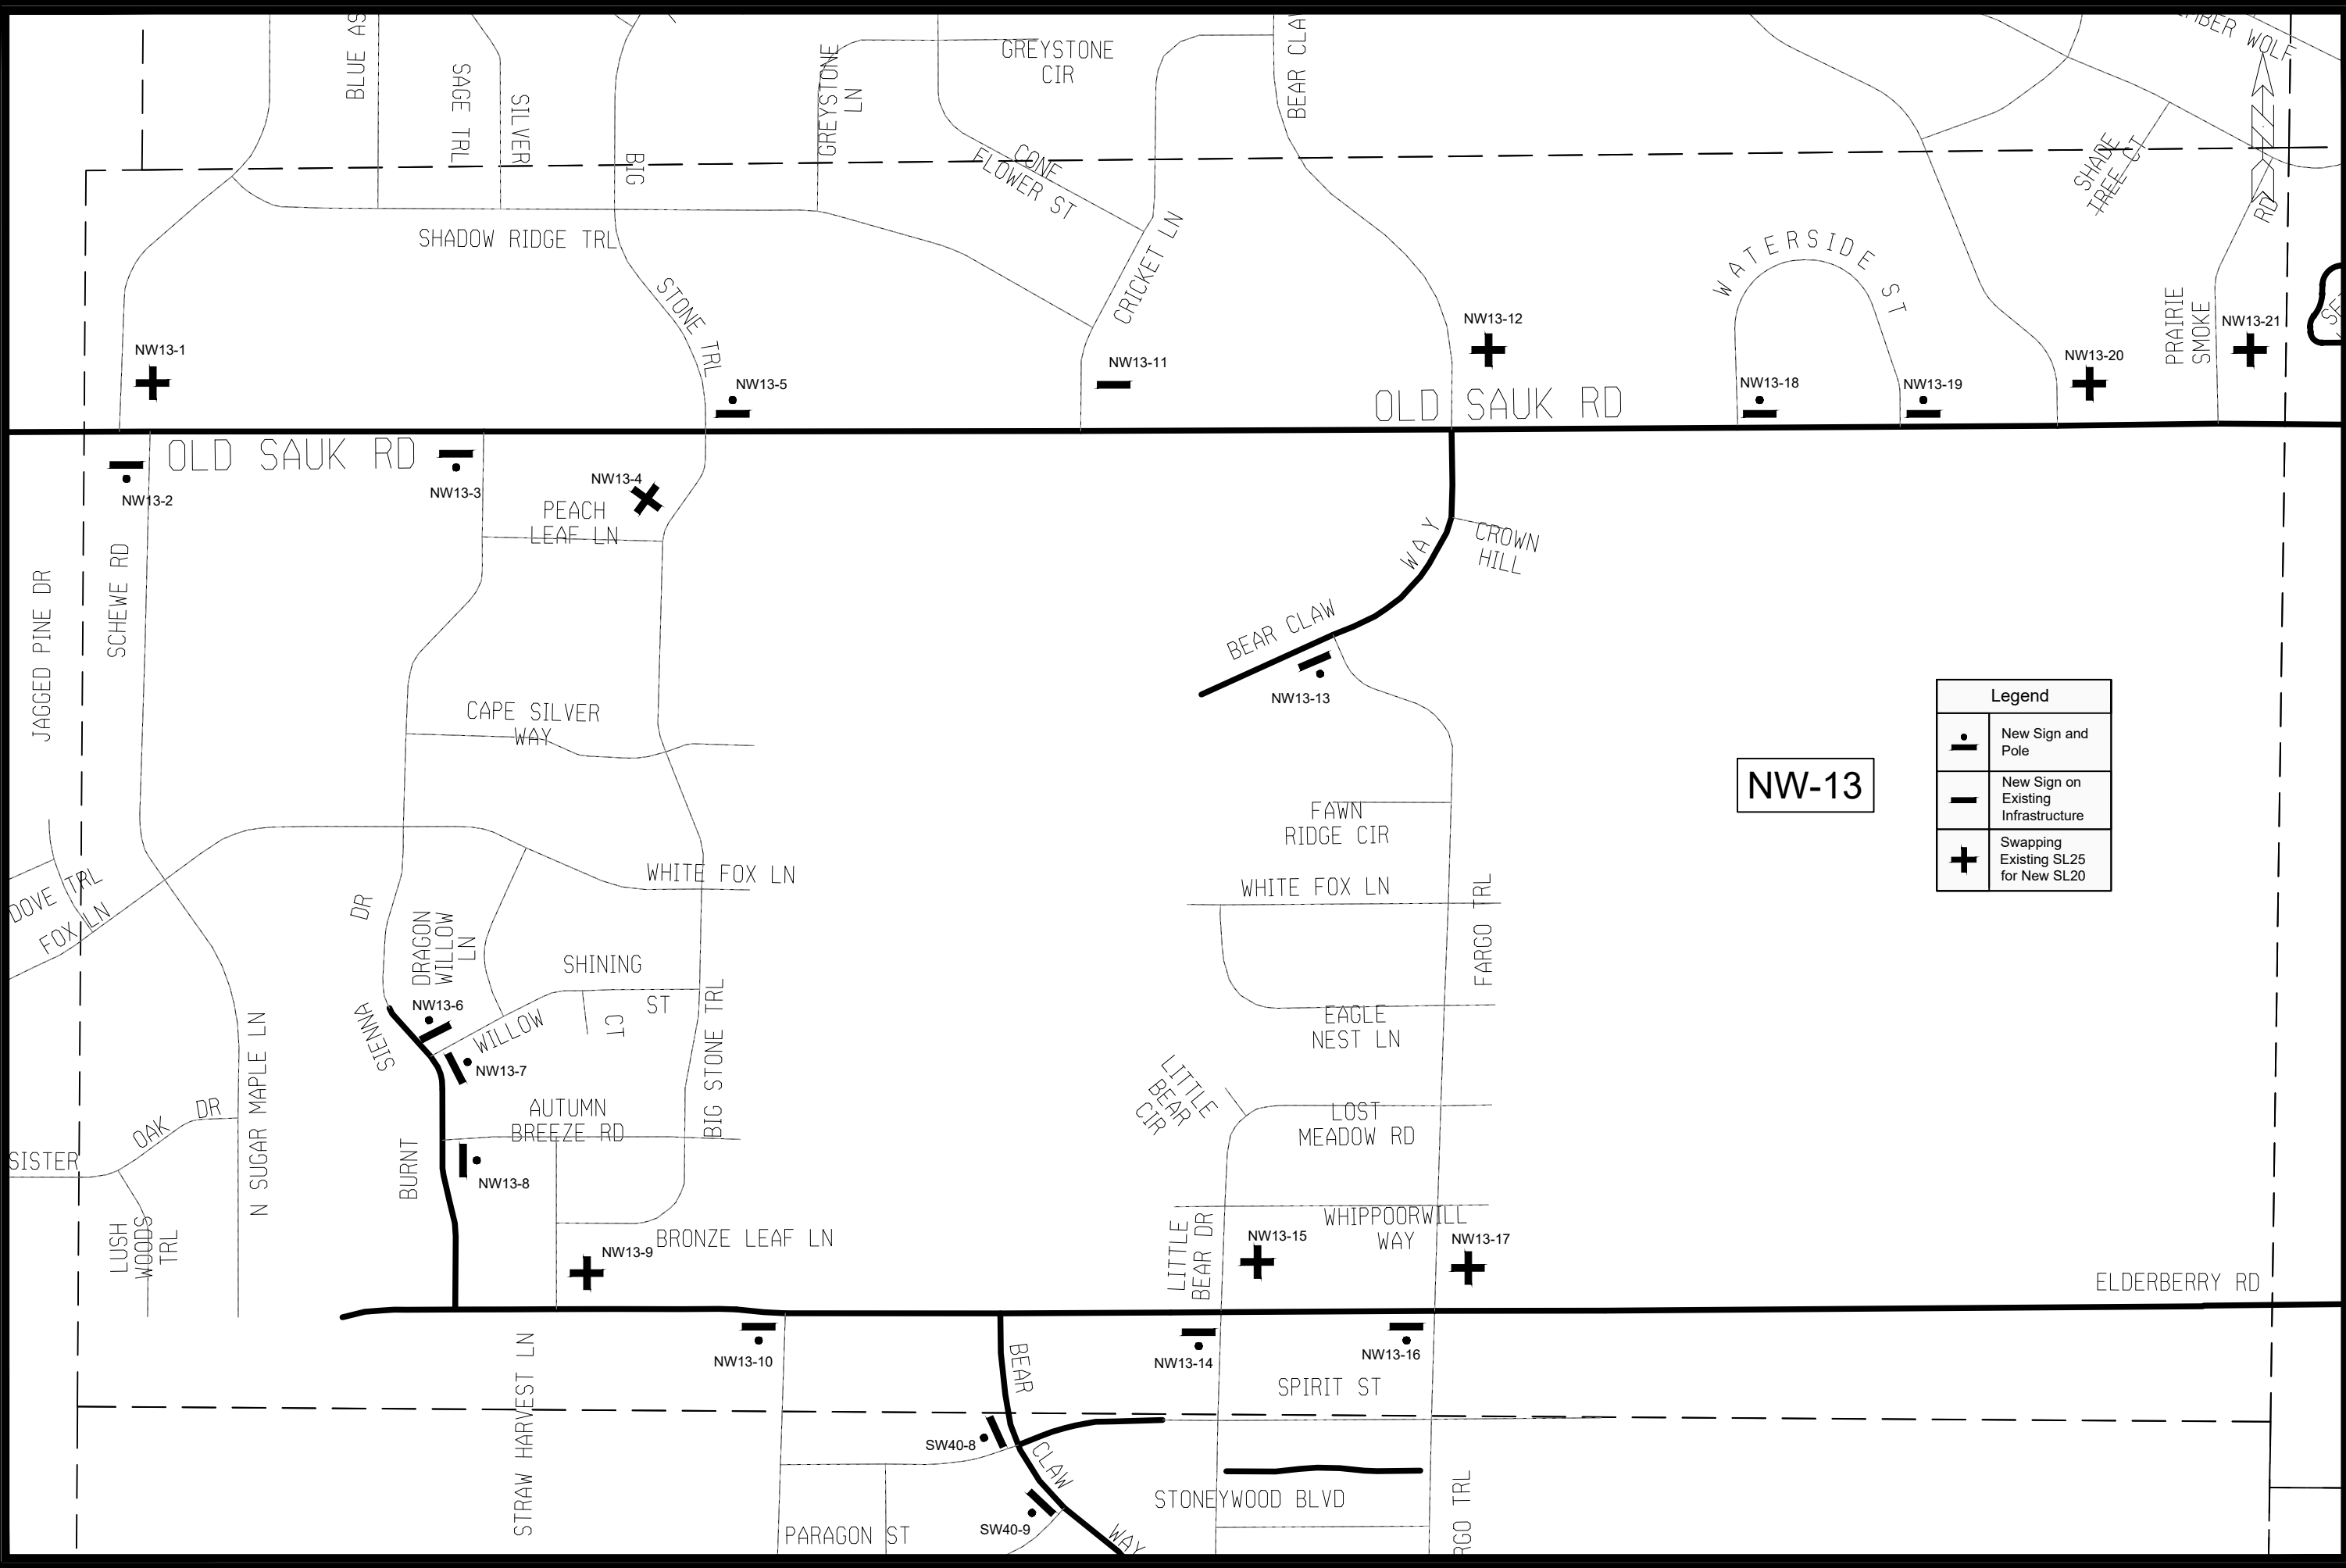 BLUE AS
SAGE TRL
SILVER
BIG
GREYSTONE
LN
GREYSTONE
CIR
BEAR CLA
MBER WOLF
CONE
FLOWER ST
SHADE
TREE CT
RD
SHADOW RIDGE TRL
STONE TRL
CRICKET LN
WATERSIDE ST
PRAIRIE
SMOKE
SE
NW13-1
NW13-5
NW13-11
NW13-12
NW13-18
NW13-19
NW13-20
NW13-21
OLD SAUK RD
OLD SAUK RD
NW13-2
NW13-3
NW13-4
PEACH
LEAF LN
JAGGED PINE DR
SCHEWE RD
CROWN
HILL
BEAR CLAW
WAY
NW13-13
CAPE SILVER
WAY
Legend
New Sign and
Pole
New Sign on
Existing
Infrastructure
Swapping
Existing SL25
for New SL20
NW-13
FAWN
RIDGE CIR
WHITE FOX LN
WHITE FOX LN
DOVE TRL
FOX LN
DR
DRAGON
WILLOW
LN
SHINING
ST
CT
WILLOW
NW13-6
NW13-7
SIENNA
FARGO TRL
EAGLE
NEST LN
LITTLE
BEAR
CIR
LOST
MEADOW RD
N SUGAR MAPLE LN
BIG STONE TRL
SISTER
OAK
DR
AUTUMN
BREEZE RD
BURNT
NW13-8
LUSH
WOODS
TRL
BRONZE LEAF LN
NW13-9
LITTLE
BEAR DR
WHIPPOORWILL
WAY
NW13-15
NW13-17
ELDERBERRY RD
STRAW HARVEST LN
NW13-10
BEAR
NW13-14
NW13-16
SPIRIT ST
SW40-8
CLAW
STONEYWOOD BLVD
SW40-9
PARAGON ST
WAY
RGO TRL